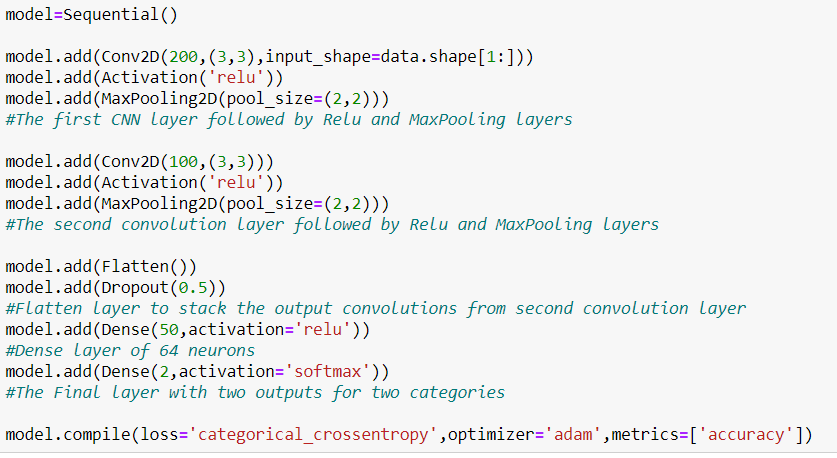 model=Sequential()
model.add(Conv2D(200,(3,3),input_shape=data.shape[1:]))
model.add(Activation('relu'))
model.add(MaxPooling2D(pool_size=(2,2)))
#The first CNN layer followed by Relu and MaxPooling layers
model.add(Conv2D(100,(3,3)))
model.add(Activation('relu'))
model.add(MaxPooling2D(pool_size=(2,2)))
#The second convolution layer followed by Relu and MaxPooling layers
model.add(Flatten())
model.add(Dropout(0.5))
#Flatten layer to stack the output convolutions from second convolution layer
model.add(Dense(50,activation='relu'))
#Dense layer of 64 neurons
model.add(Dense(2,activation='softmax'))
#The Final layer with two outputs for two categories
model.compile(loss='categorical_crossentropy',optimizer='adam',metrics=['accuracy'])